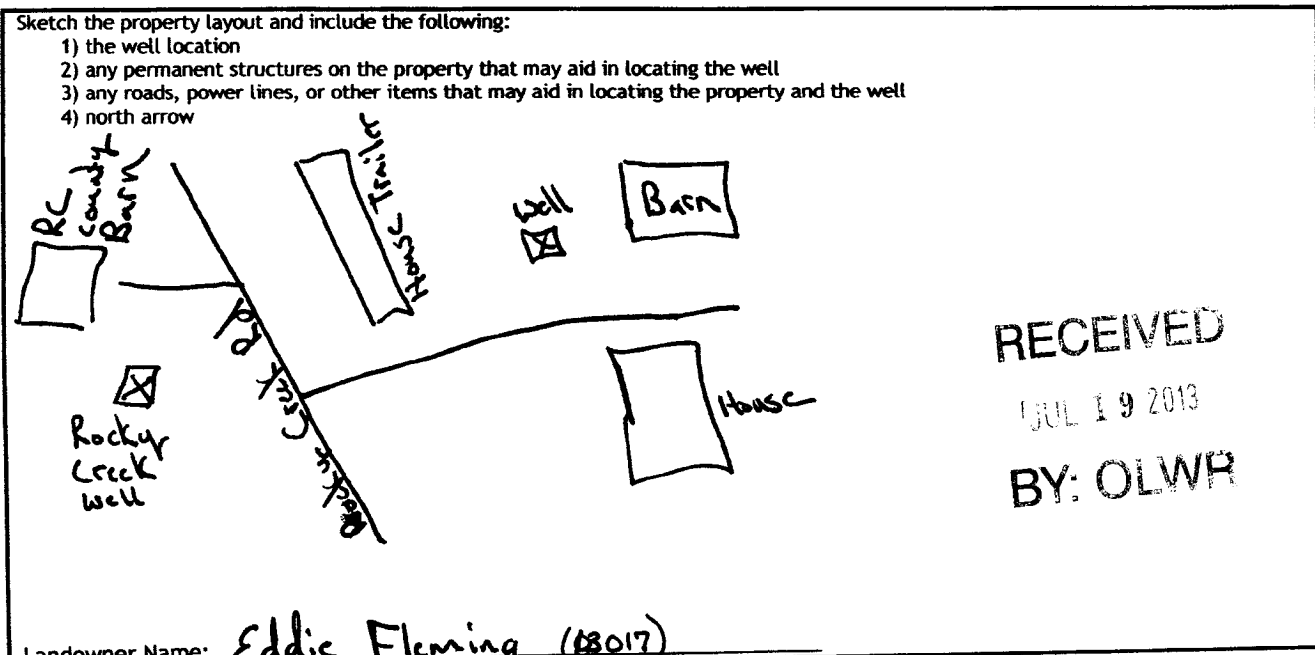 Sketch the property layout and include the following:
1) the well location
2) any permanent structures on the property that may aid in locating the well
3) any roads, power lines, or other items that may aid in locating the property and the well
4) north arrow
RC
County
Barn
House Trailer
Well
Barn
Rocky Creek Rd
House
Rocky
Creek
Well
RECEIVED
JUL 19 2013
BY: OLWR
Landowner Name: Eddie Fleming